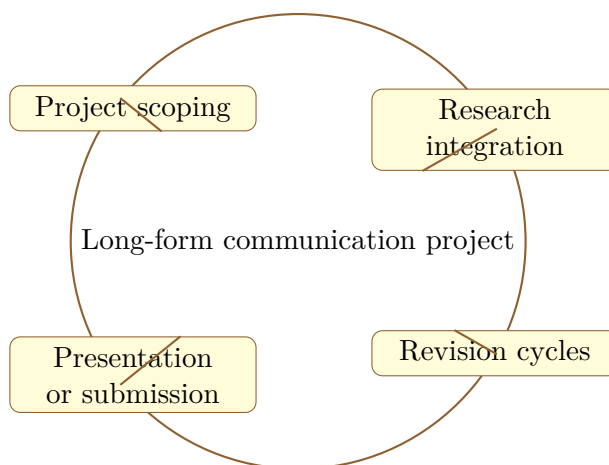 Project scoping
Research
integration
Long-form communication project
Presentation
or submission
Revision cycles